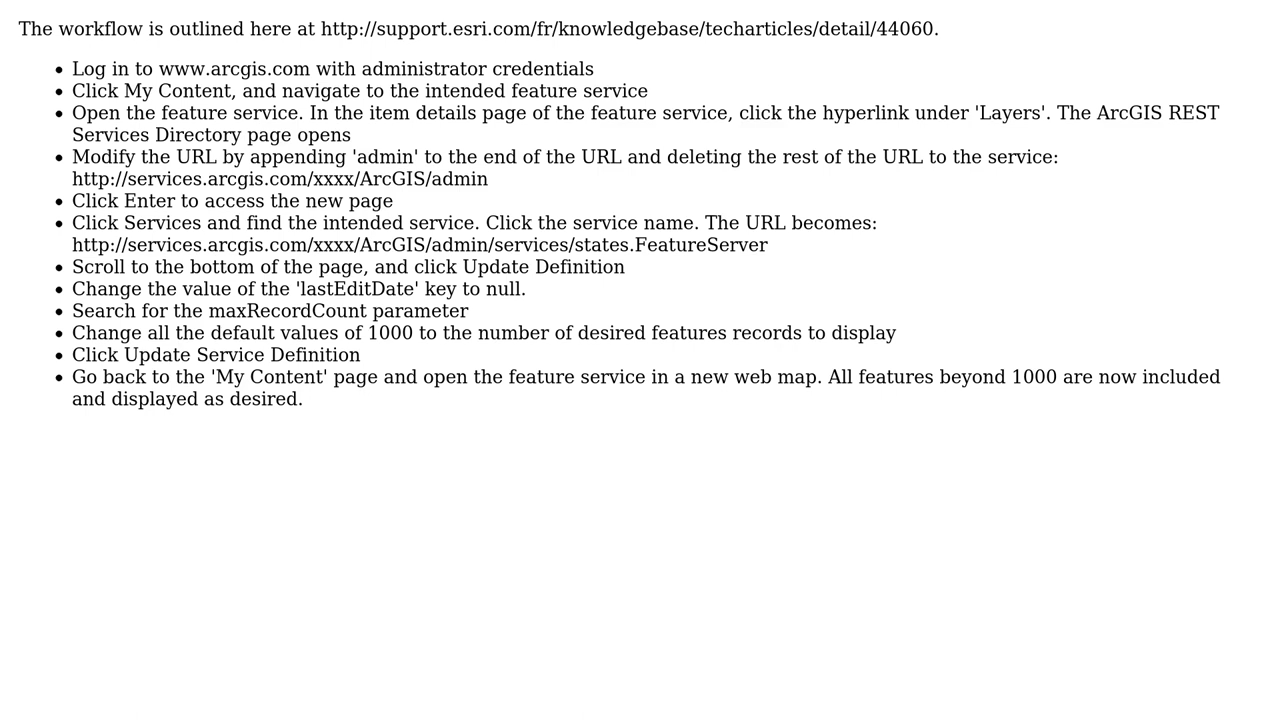 The workflow is outlined here at http://support.esri.com/fr/knowledgebase/techarticles/detail/44060.
• Log in to www.arcgis.com with administrator credentials
• Click My Content, and navigate to the intended feature service
• Open the feature service. In the item details page of the feature service, click the hyperlink under 'Layers'. The ArcGIS REST
Services Directory page opens
• Modify the URL by appending 'admin' to the end of the URL and deleting the rest of the URL to the service:
http://services.arcgis.com/xxxx/ArcGIS/admin
• Click Enter to access the new page
• Click Services and find the intended service. Click the service name. The URL becomes:
http://services.arcgis.com/xxxx/ArcGIS/admin/services/states.FeatureServer
• Scroll to the bottom of the page, and click Update Definition
• Change the value of the 'lastEditDate' key to null.
• Search for the maxRecordCount parameter
• Change all the default values of 1000 to the number of desired features records to display
• Click Update Service Definition
• Go back to the 'My Content' page and open the feature service in a new web map. All features beyond 1000 are now included
and displayed as desired.